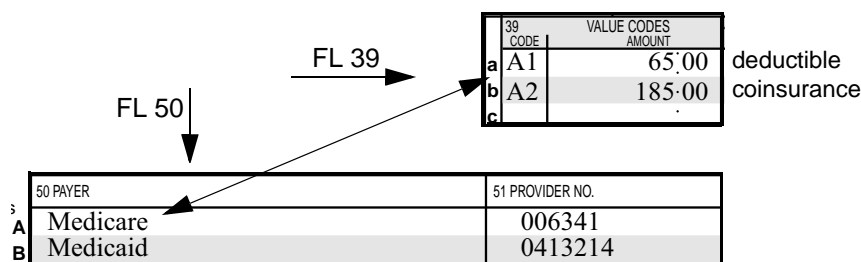 39 VALUE CODES
CODE AMOUNT
FL 39
a A1 65.00 deductible
b A2 185.00 coinsurance
c .
FL 50
50 PAYER 51 PROVIDER NO.
s
A Medicare 006341
B Medicaid 0413214